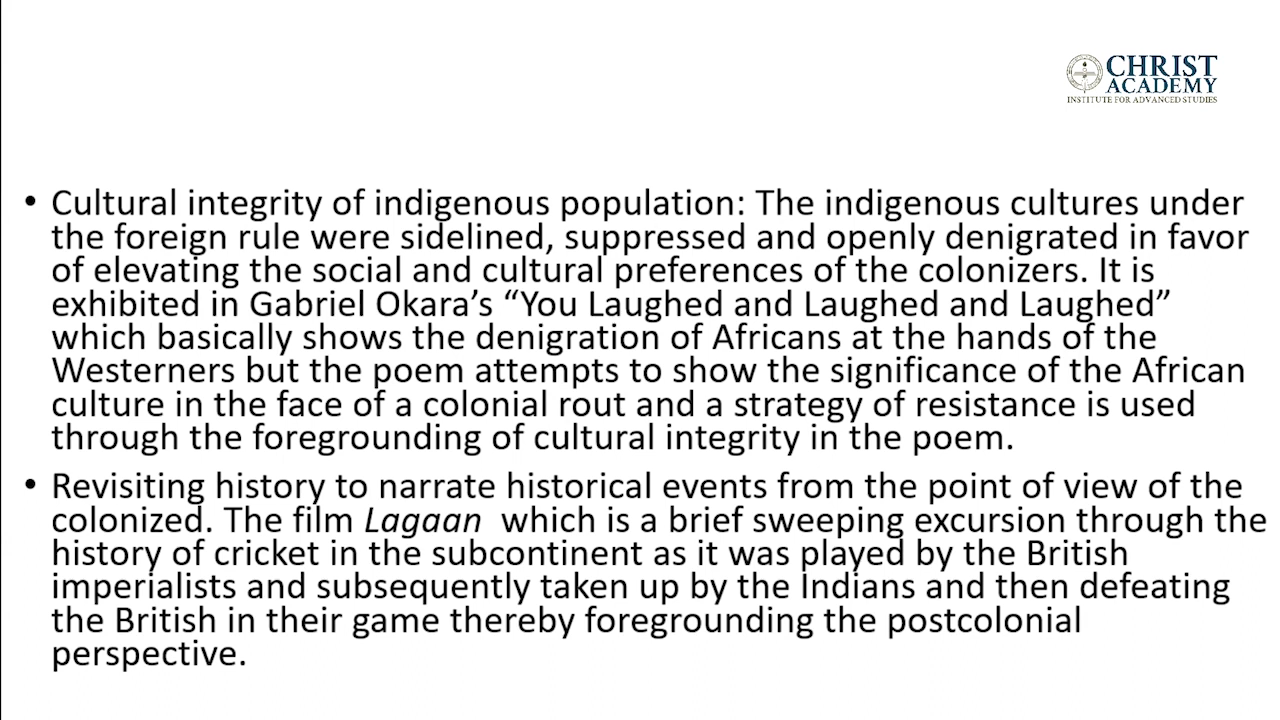 CHRIST
ACADEMY
INSTITUTE FOR ADVANCED STUDIES
• Cultural integrity of indigenous population: The indigenous cultures under
the foreign rule were sidelined, suppressed and openly denigrated in favor
of elevating the social and cultural preferences of the colonizers. It is
exhibited in Gabriel Okara’s “You Laughed and Laughed and Laughed”
which basically shows the denigration of Africans at the hands of the
Westerners but the poem attempts to show the significance of the African
culture in the face of a colonial rout and a strategy of resistance is used
through the foregrounding of cultural integrity in the poem.
• Revisiting history to narrate historical events from the point of view of the
colonized. The film Lagaan which is a brief sweeping excursion through the
history of cricket in the subcontinent as it was played by the British
imperialists and subsequently taken up by the Indians and then defeating
the British in their game thereby foregrounding the postcolonial
perspective.